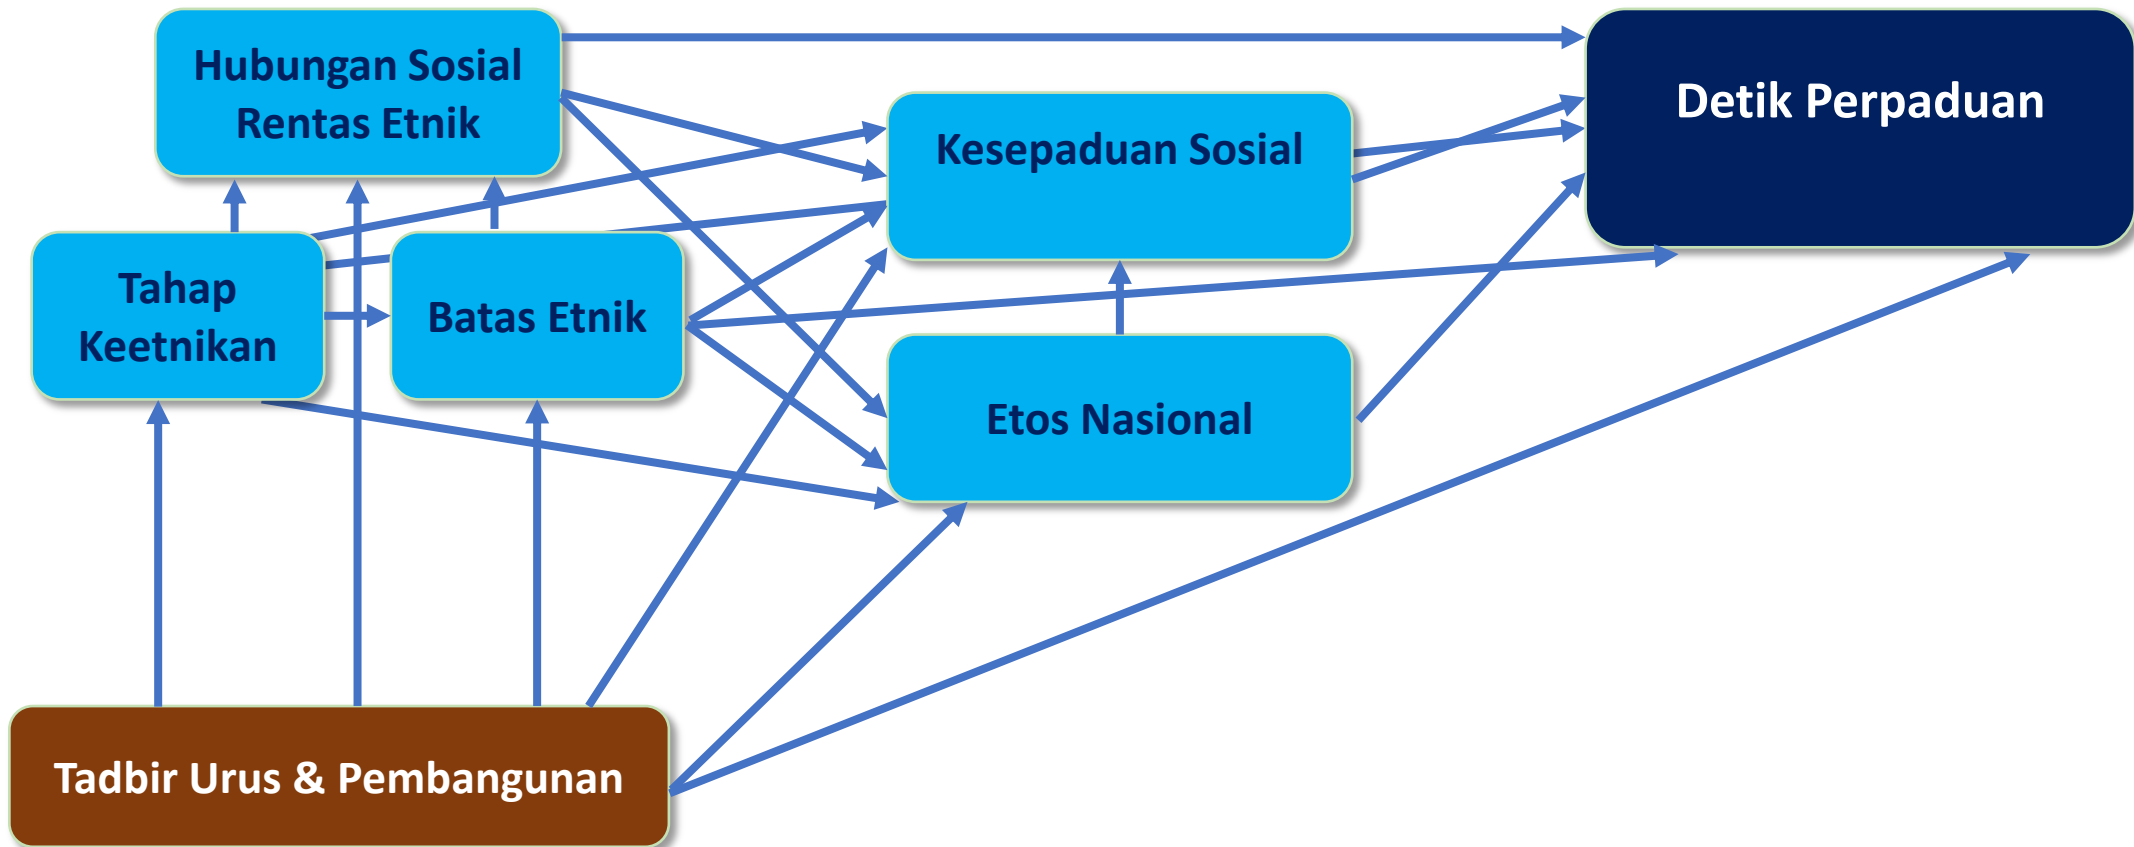 Hubungan Sosial
Rentas Etnik
Detik Perpaduan
Kesepaduan Sosial
Tahap
Keetnikan
Batas Etnik
Etos Nasional
Tadbir Urus & Pembangunan